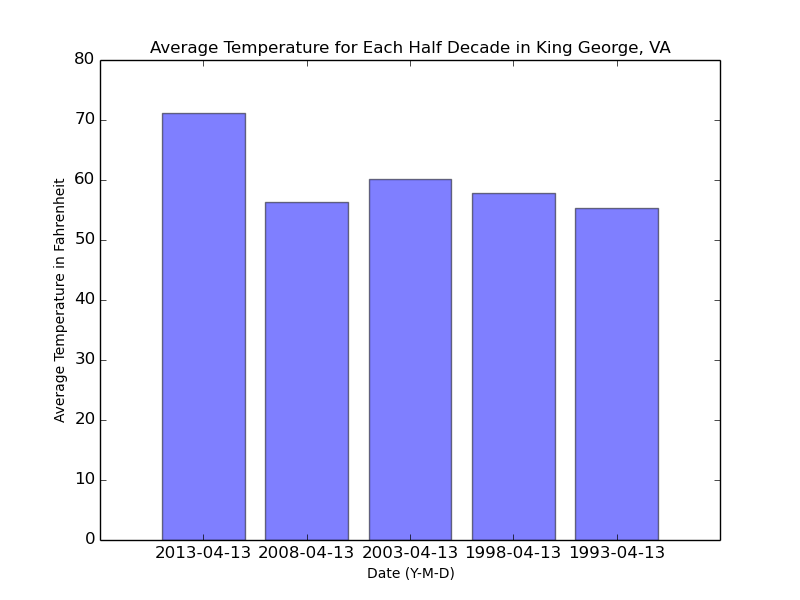 Average Temperature for Each Half Decade in King George, VA
80
70
60
50
40
30
20
10
0
Average Temperature in Fahrenheit
2013-04-13 2008-04-13 2003-04-13 1998-04-13 1993-04-13
Date (Y-M-D)